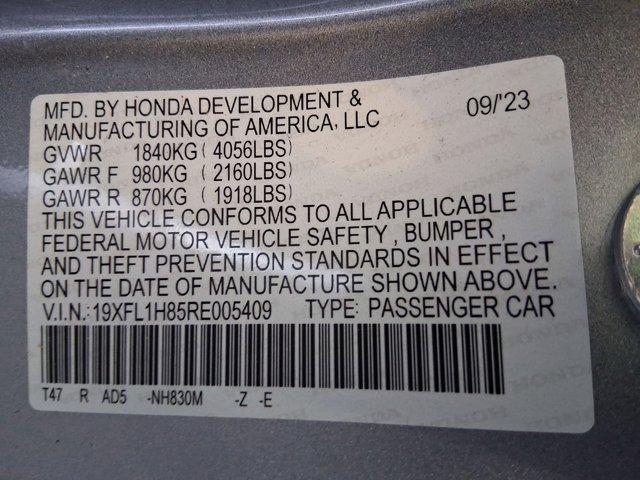 MFD. BY HONDA DEVELOPMENT & 09/'23
MANUFACTURING OF AMERICA, LLC
GVWR 1840KG ( 4056LBS)
GAWR F 980KG ( 2160LBS)
GAWR R 870KG ( 1918LBS)
THIS VEHICLE CONFORMS TO ALL APPLICABLE
FEDERAL MOTOR VEHICLE SAFETY , BUMPER ,
AND THEFT PREVENTION STANDARDS IN EFFECT
ON THE DATE OF MANUFACTURE SHOWN ABOVE.
V.I.N.:19XFL1H85RE005409 TYPE: PASSENGER CAR
T47 R AD5 -NH830M -Z -E